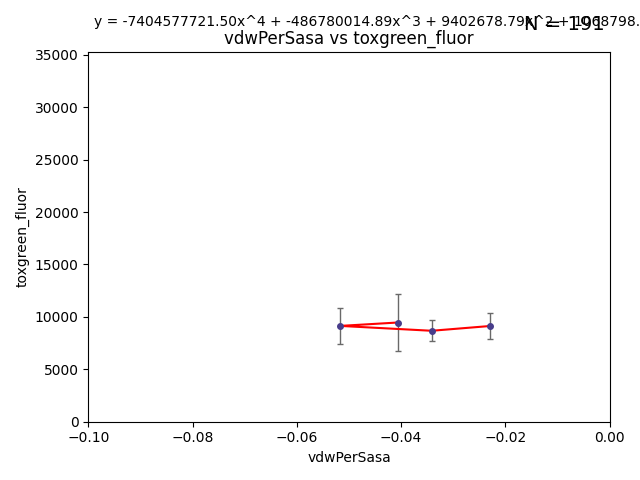 y = -7404577721.50x^4 + -486780014.89x^3 + 9402678.79x^2 + 1068798.
N = 191
vdwPerSasa vs toxgreen_fluor
35000
30000
25000
20000
15000
10000
5000
0
toxgreen_fluor
−0.10
−0.08
−0.06
−0.04
−0.02
0.00
vdwPerSasa